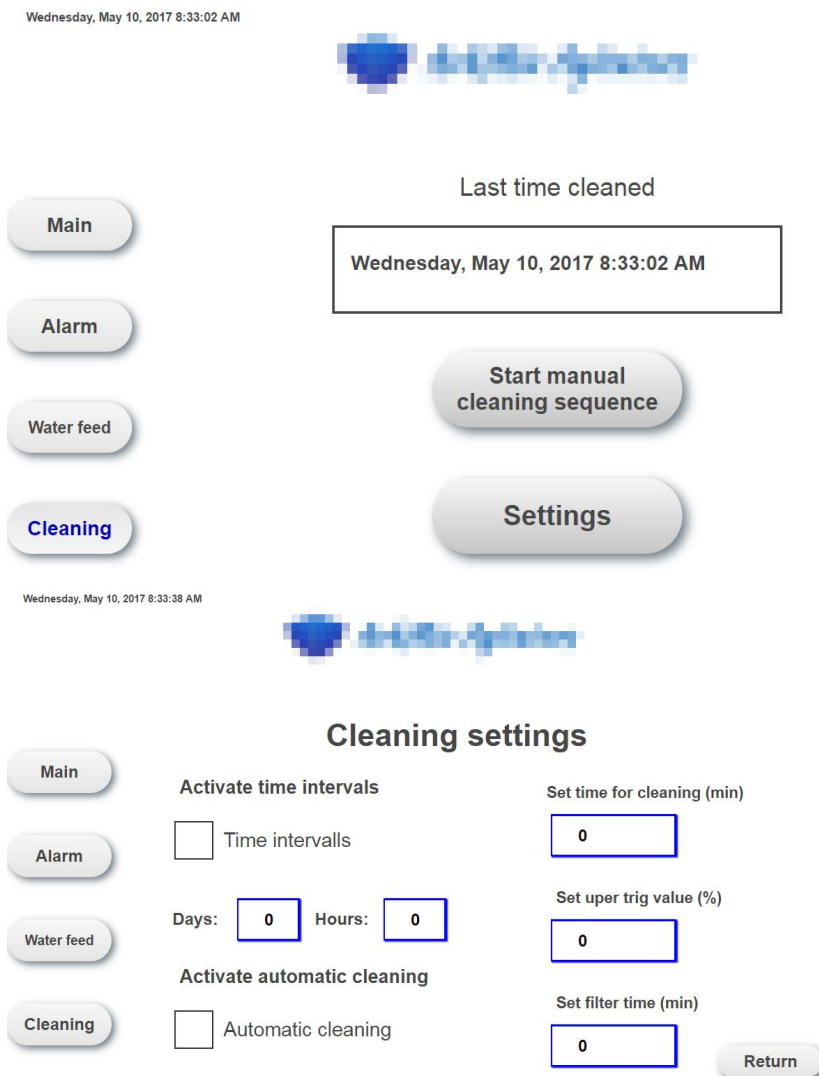 Wednesday, May 10, 2017 8:33:02 AM
Last time cleaned
Main
Wednesday, May 10, 2017 8:33:02 AM
Alarm
Start manual
cleaning sequence
Water feed
Settings
Cleaning
Wednesday, May 10, 2017 8:33:38 AM
Cleaning settings
Main
Activate time intervals
Set time for cleaning (min)
Time intervalls
0
Alarm
Set uper trig value (%)
Days: 0 Hours: 0
0
Water feed
Activate automatic cleaning
Set filter time (min)
Cleaning
Automatic cleaning
0
Return